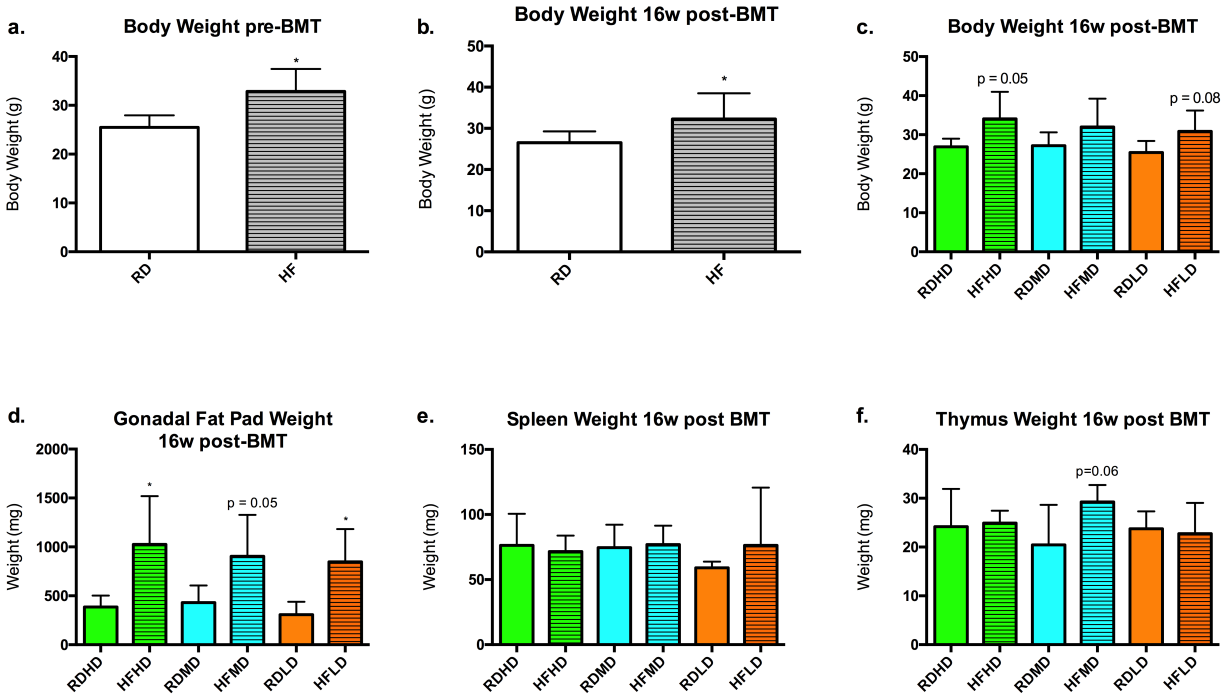 a.
Body Weight pre-BMT
Body Weight (g)
40
30
20
10
0
*
RD
HF
b.
Body Weight 16w post-BMT
Body Weight (g)
50
40
30
20
10
0
*
RD
HF
c.
Body Weight 16w post-BMT
Body Weight (g)
50
40
30
20
10
0
p = 0.05
p = 0.08
RDHD
HFHD
RDMD
HFMD
RDLD
HFLD
d.
Gonadal Fat Pad Weight
16w post-BMT
Weight (mg)
2000
1500
1000
500
0
*
p = 0.05
*
RDHD
HFHD
RDMD
HFMD
RDLD
HFLD
e.
Spleen Weight 16w post BMT
Weight (mg)
150
100
50
0
RDHD
HFHD
RDMD
HFMD
RDLD
HFLD
f.
Thymus Weight 16w post BMT
Weight (mg)
40
30
20
10
0
p=0.06
RDHD
HFHD
RDMD
HFMD
RDLD
HFLD